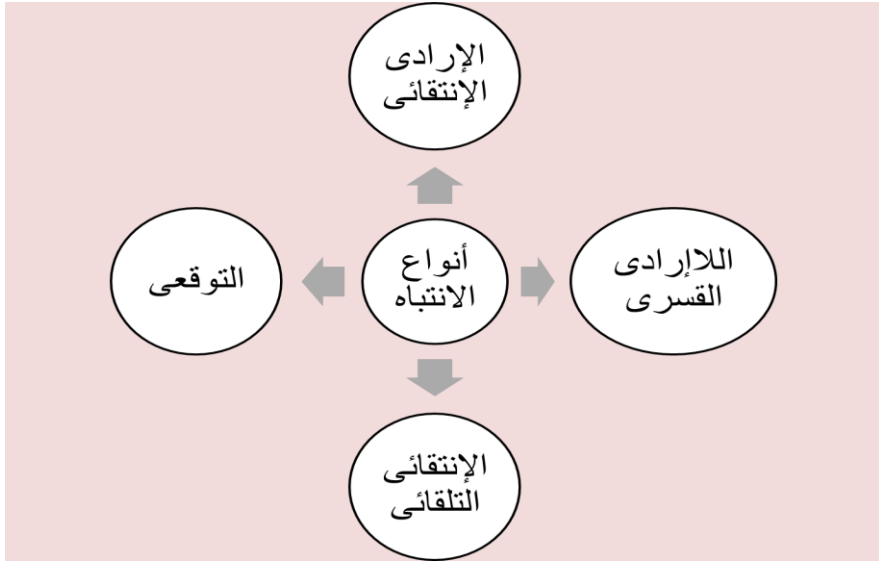 الإرادى
الإنتقائى
أنواع
الانتباه
اللاإرادى
القسرى
التوقعى
الإنتقائى
التلقائى